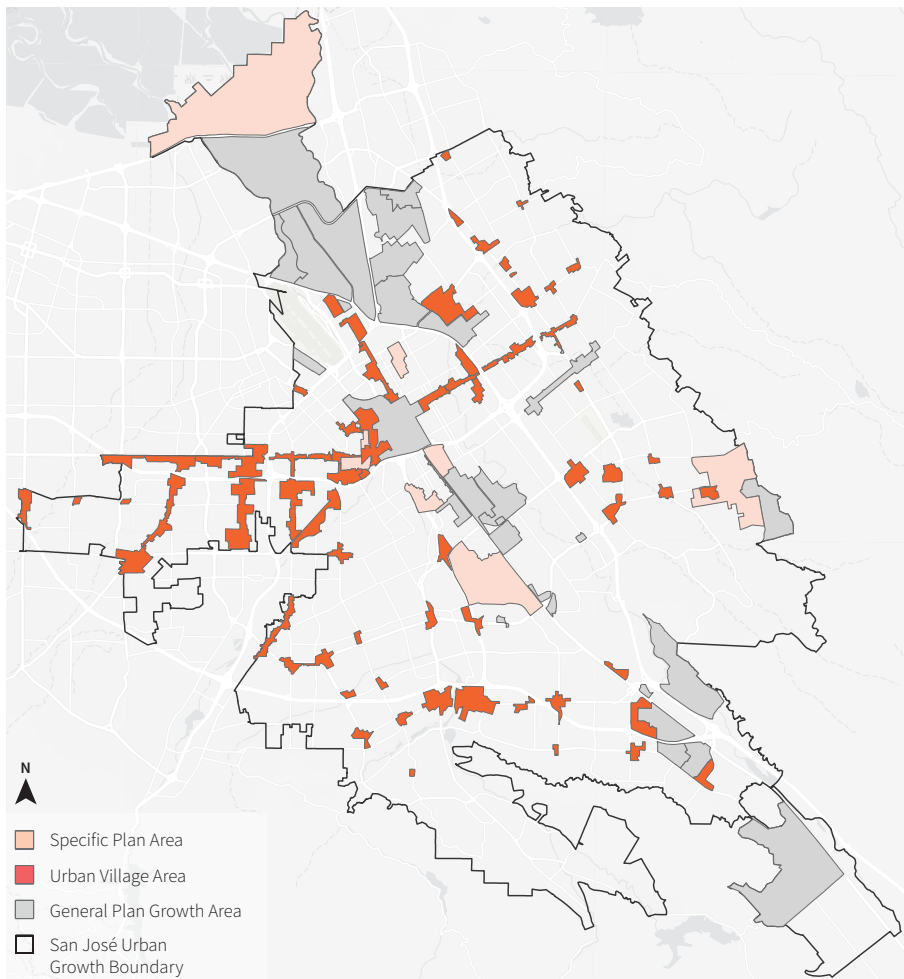 N
Specific Plan Area
Urban Village Area
General Plan Growth Area
San José Urban
Growth Boundary